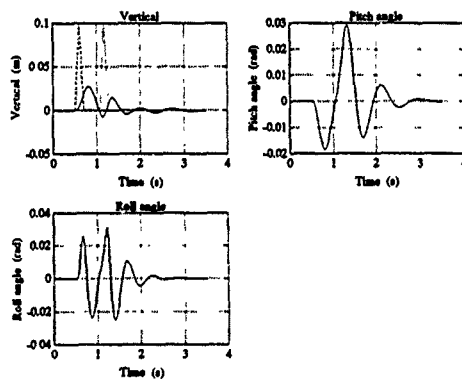 Vertical
0.1
0.05
0
-0.05
0 1 2 3 4
Vertical (m)
Time (s)
Pitch angle
0.03
0.02
0.01
0
-0.01
-0.02
0 1 2 3 4
Pitch angle (rad)
Time (s)
Roll angle
0.04
0.02
0
-0.02
-0 04
0 1 2 3 4
Roll angle (rad)
Time (s)